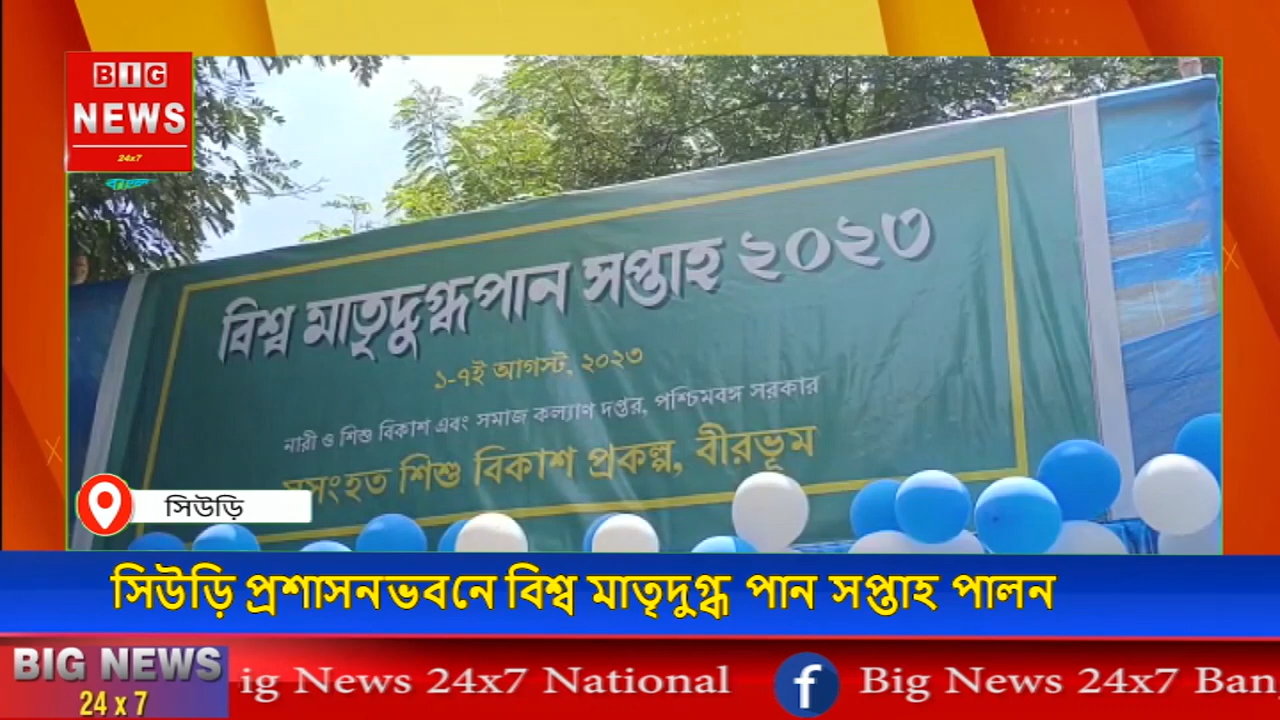 BIG
NEWS
24x7
বাংলা
বিশ্ব মাতৃদুগ্ধপান সপ্তাহ ২০২৩
১-৭ই আগস্ট, ২০২৩
নারী ও শিশু বিকাশ এবং সমাজ কল্যাণ দপ্তর, পশ্চিমবঙ্গ সরকার
সুসংহত শিশু বিকাশ প্রকল্প, বীরভূম
সিউড়ি
সিউড়ি প্রশাসনভবনে বিশ্ব মাতৃদুগ্ধ পান সপ্তাহ পালন
BIG NEWS
24 x 7
ig News 24x7 National
f Big News 24x7 Ban